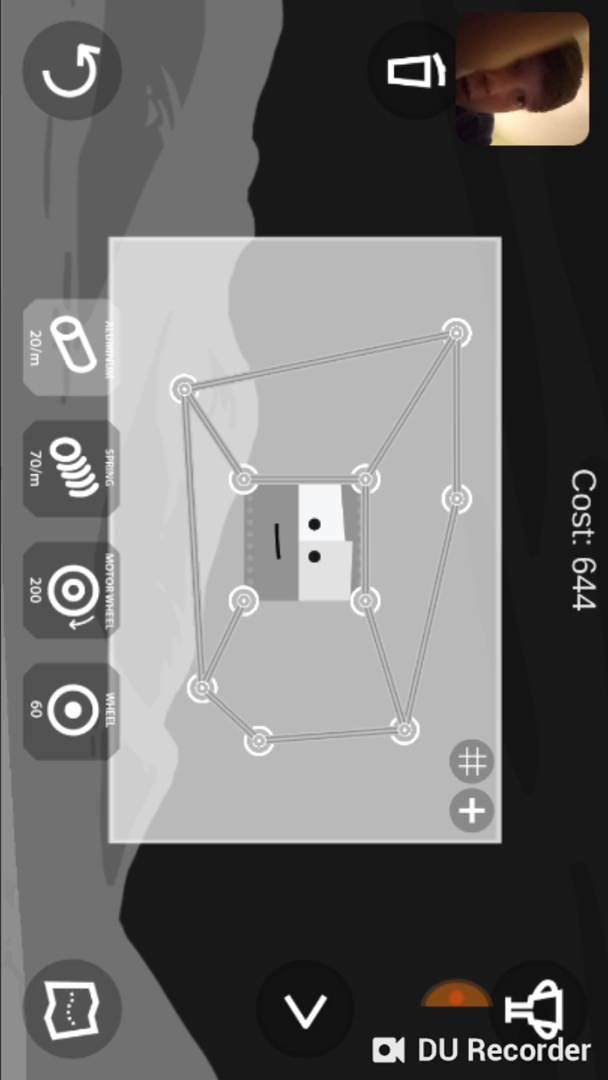 Cost: 644
ALUMINUM
20/m
SPRING
70/m
MOTOR WHEEL
200
WHEEL
60
DU Recorder